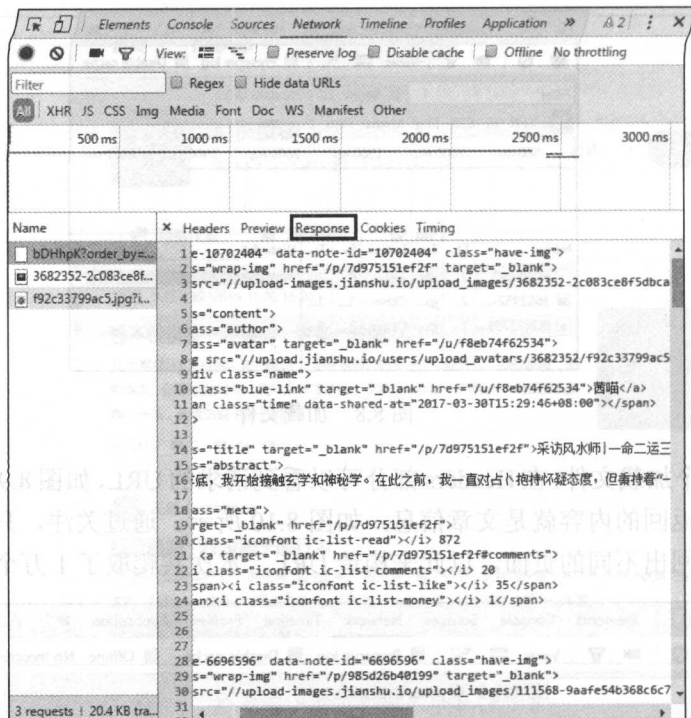 Elements Console Sources Network Timeline Profiles Application » 2 ⋮ ×
View: Preserve log Disable cache Offline No throttling
Filter Regex Hide data URLs
All XHR JS CSS Img Media Font Doc WS Manifest Other
500 ms 1000 ms 1500 ms 2000 ms 2500 ms 3000 ms
Name × Headers Preview Response Cookies Timing
bDHhpK?order_by=...
3682352-2c083ce8f...
f92c33799ac5.jpg?i...
1 e-10702404" data-note-id="10702404" class="have-img">
2 s="wrap-img" href="/p/7d975151ef2f" target="_blank">
3 src="//upload-images.jianshu.io/upload_images/3682352-2c083ce8f5dbca
4
5 s="content">
6 ass="author">
7 ass="avatar" target="_blank" href="/u/f8eb74f62534">
8 g src="//upload.jianshu.io/users/upload_avatars/3682352/f92c33799ac5
9 div class="name">
10 class="blue-link" target="_blank" href="/u/f8eb74f62534">茜喵</a>
11 an class="time" data-shared-at="2017-03-30T15:29:46+08:00"></span>
12 >
13
14 s="title" target="_blank" href="/p/7d975151ef2f">采访风水师|一命二运三
15 s="abstract">
16 底，我开始接触玄学和神秘学。在此之前，我一直对占卜抱持怀疑态度，但秉持着“
17
18 ass="meta">
19 rget="_blank" href="/p/7d975151ef2f">
20 class="iconfont ic-list-read"></i> 872
21 <a target="_blank" href="/p/7d975151ef2f#comments">
22 i class="iconfont ic-list-comments"></i> 20
23 span><i class="iconfont ic-list-like"></i> 35</span>
24 an><i class="iconfont ic-list-money"></i> 1</span>
25
26
27
28 e-6696596" data-note-id="6696596" class="have-img">
29 s="wrap-img" href="/p/985d26b40199" target="_blank">
30 src="//upload-images.jianshu.io/upload_images/111568-9aafe54b368c6c7
31
3 requests | 20.4 KB tra...